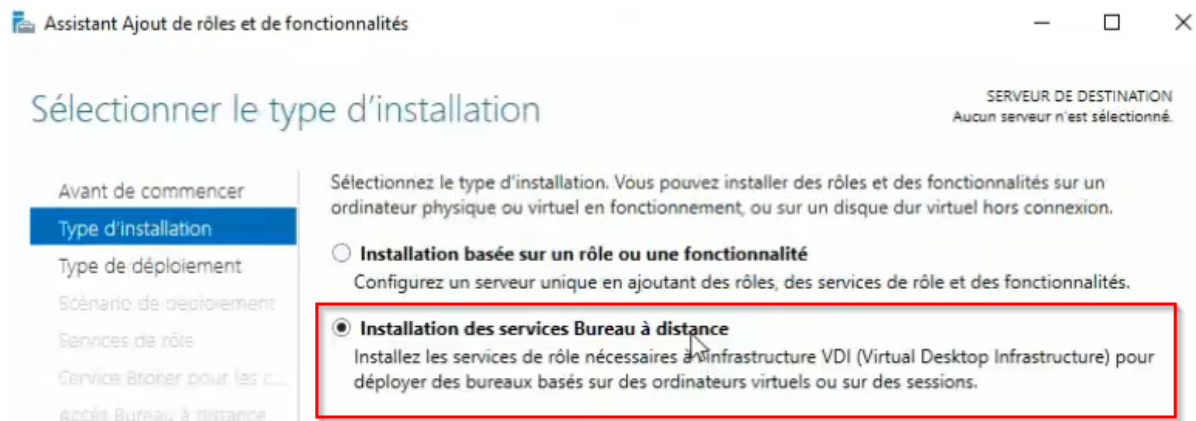 Assistant Ajout de rôles et de fonctionnalités
Sélectionner le type d'installation
SERVEUR DE DESTINATION
Aucun serveur n'est sélectionné.
Avant de commencer
Type d'installation
Type de déploiement
Scénario de déploiement
Services de rôle
Service Broker pour les c...
Accès Bureau à distance
Sélectionnez le type d'installation. Vous pouvez installer des rôles et des fonctionnalités sur un
ordinateur physique ou virtuel en fonctionnement, ou sur un disque dur virtuel hors connexion.
Installation basée sur un rôle ou une fonctionnalité
Configurez un serveur unique en ajoutant des rôles, des services de rôle et des fonctionnalités.
Installation des services Bureau à distance
Installez les services de rôle nécessaires à l'infrastructure VDI (Virtual Desktop Infrastructure) pour
déployer des bureaux basés sur des ordinateurs virtuels ou sur des sessions.